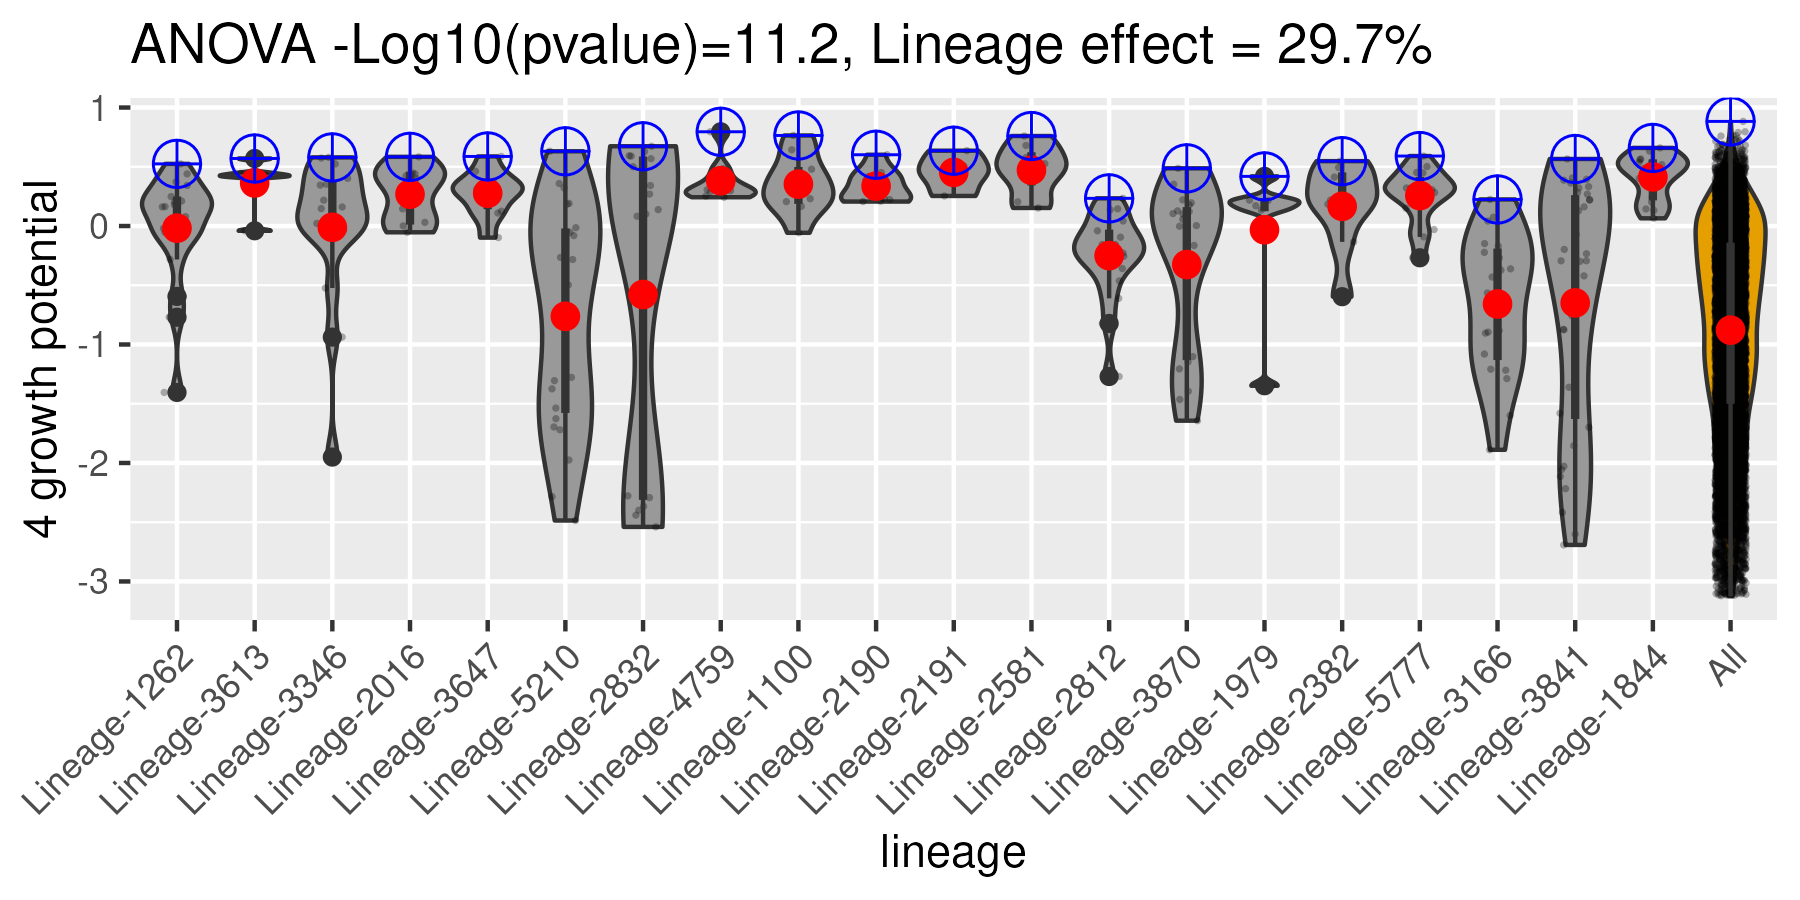 ANOVA -Log10(pvalue)=11.2, Lineage effect = 29.7%
4 growth potential
1
0
-1
-2
-3
Lineage-1262
Lineage-3613
Lineage-3346
Lineage-2016
Lineage-3647
Lineage-5210
Lineage-2832
Lineage-4759
Lineage-1100
Lineage-2190
Lineage-2191
Lineage-2581
Lineage-2812
Lineage-3870
Lineage-1979
Lineage-2382
Lineage-5777
Lineage-3166
Lineage-3841
Lineage-1844
All
lineage